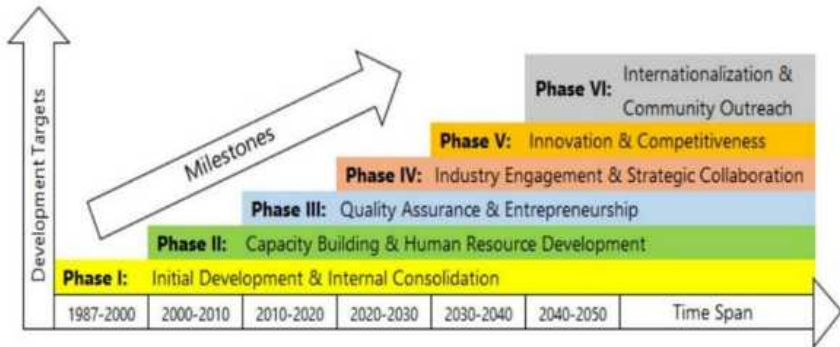 Development Targets
Milestones
Phase VI: Internationalization &
Community Outreach
Phase V: Innovation & Competitiveness
Phase IV: Industry Engagement & Strategic Collaboration
Phase III: Quality Assurance & Entrepreneurship
Phase II: Capacity Building & Human Resource Development
Phase I: Initial Development & Internal Consolidation
1987-2000 2000-2010 2010-2020 2020-2030 2030-2040 2040-2050 Time Span